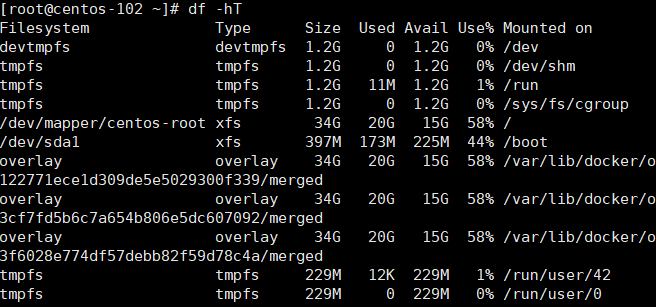 [root@centos-102 ~]# df -hT
Filesystem              Type      Size  Used Avail Use% Mounted on
devtmpfs                devtmpfs  1.2G     0  1.2G   0% /dev
tmpfs                   tmpfs     1.2G     0  1.2G   0% /dev/shm
tmpfs                   tmpfs     1.2G   11M  1.2G   1% /run
tmpfs                   tmpfs     1.2G     0  1.2G   0% /sys/fs/cgroup
/dev/mapper/centos-root xfs        34G   20G   15G  58% /
/dev/sda1               xfs       397M  173M  225M  44% /boot
overlay                 overlay    34G   20G   15G  58% /var/lib/docker/o
122771ece1d309de5e5029300f339/merged
overlay                 overlay    34G   20G   15G  58% /var/lib/docker/o
3cf7fd5b6c7a654b806e5dc607092/merged
overlay                 overlay    34G   20G   15G  58% /var/lib/docker/o
3f6028e774df57debb82f59d78c4a/merged
tmpfs                   tmpfs     229M   12K  229M   1% /run/user/42
tmpfs                   tmpfs     229M     0  229M   0% /run/user/0